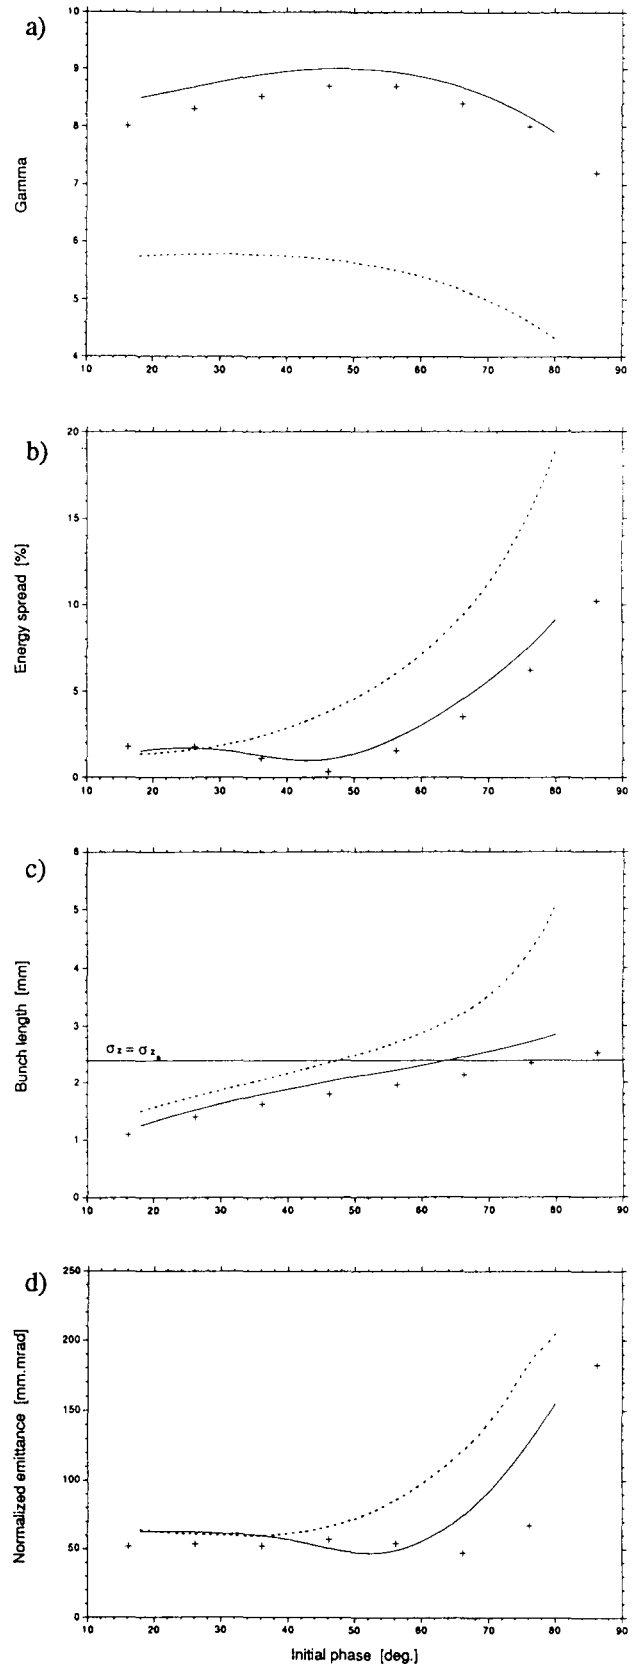 a)
10
9
8
7
6
5
4
Gamma
10 20 30 40 50 60 70 80 90
b)
20
15
10
5
0
Energy spread [%]
10 20 30 40 50 60 70 80 90
c)
6
5
4
3
2
1
0
Bunch length [mm]
σz = σz₀
10 20 30 40 50 60 70 80 90
d)
250
200
150
100
50
0
Normalized emittance [mm.mrad]
10 20 30 40 50 60 70 80 90
Initial phase [deg.]